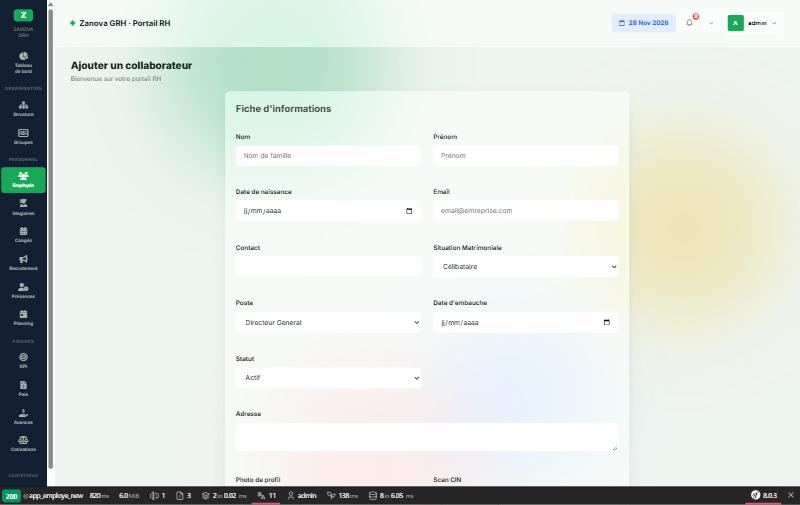 Z
ZANOVA
GRH
Tableau
de bord
ORGANISATION
Structure
Groupes
PERSONNEL
Employés
Stagiaires
Congés
Recrutement
Présences
Planning
FINANCE
KPI
Paie
Avances
Cotisations
LOGISTIQUE
Zanova GRH · Portail RH
28 Nov 2026
A
admin
Ajouter un collaborateur
Bienvenue sur votre portail RH
Fiche d'informations
Nom
Prénom
Nom de famille
Prénom
Date de naissance
Email
jj/mm/aaaa
email@entreprise.com
Contact
Situation Matrimoniale
Célibataire
Poste
Date d'embauche
Directeur General
jj/mm/aaaa
Statut
Actif
Adresse
Photo de profil
Scan CIN
200 @app_employe_new 820 ms 6.0 MiB 1 3 2 in 0.02 ms 11 admin 138 ms 8 in 6.05 ms 8.0.3